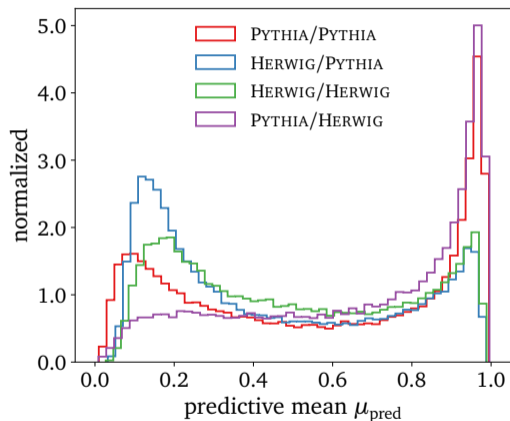 5.0
4.0
3.0
2.0
1.0
0.0
normalized
PYTHIA/PYTHIA
HERWIG/PYTHIA
HERWIG/HERWIG
PYTHIA/HERWIG
0.0 0.2 0.4 0.6 0.8 1.0
predictive mean μpred